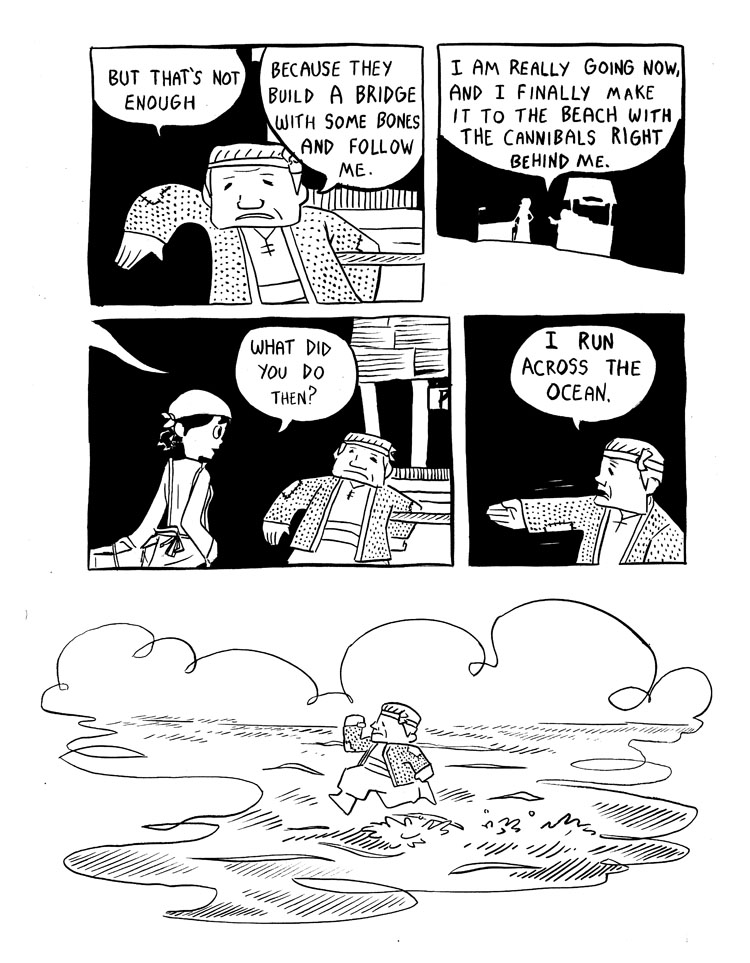 BUT THAT'S NOT
ENOUGH
BECAUSE THEY
BUILD A BRIDGE
WITH SOME BONES
AND FOLLOW
ME.
I AM REALLY GOING NOW,
AND I FINALLY MAKE
IT TO THE BEACH WITH
THE CANNIBALS RIGHT
BEHIND ME.
WHAT DID
YOU DO
THEN?
I RUN
ACROSS THE
OCEAN.